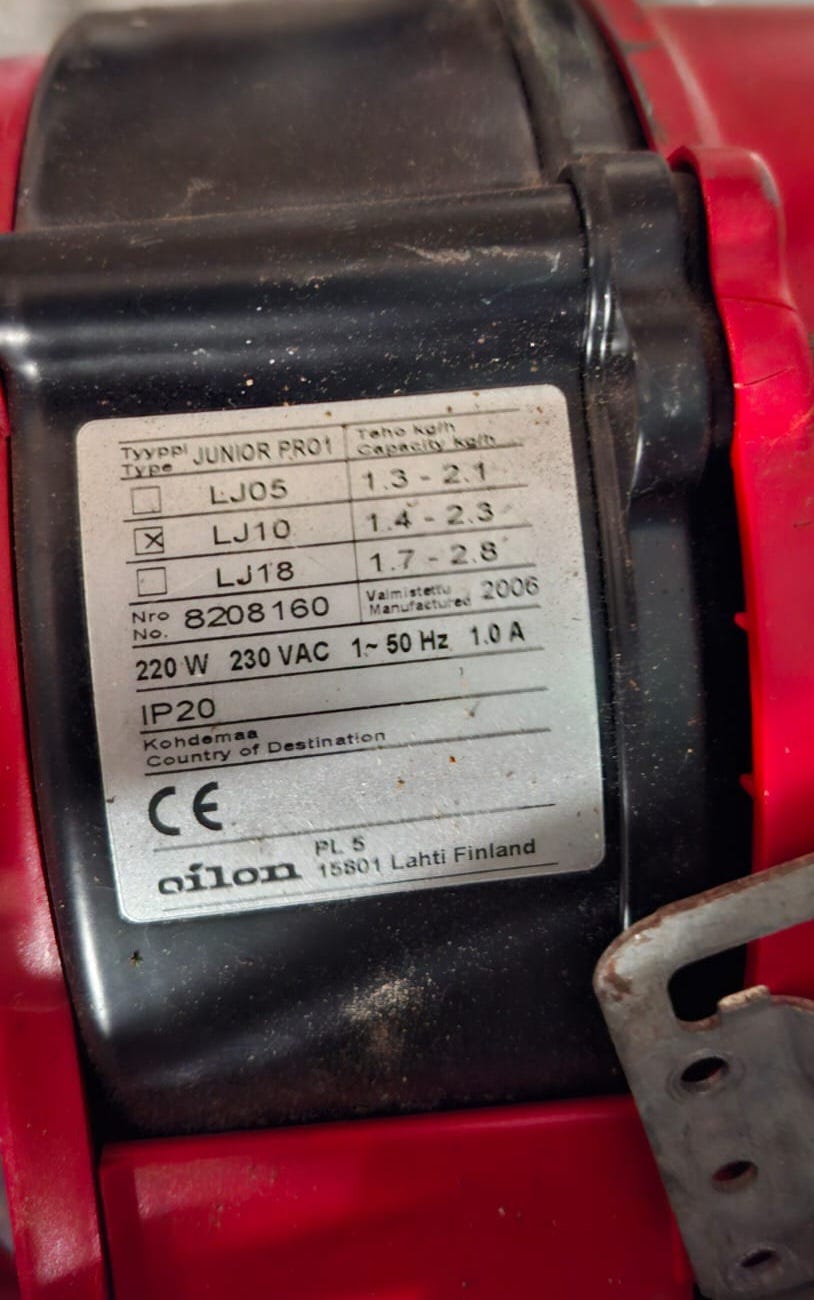 Tyyppi JUNIOR PRO1 Teho kg/h
Type Capacity kg/h
LJ05 1.3 - 2.1
x LJ10 1.4 - 2.3
LJ18 1.7 - 2.8
Nro 8208160 Valmistettu 2006
No. Manufactured
220 W 230 VAC 1~ 50 Hz 1.0 A
IP20
Kohdemaa
Country of Destination
CE
oilon PL 5
15801 Lahti Finland